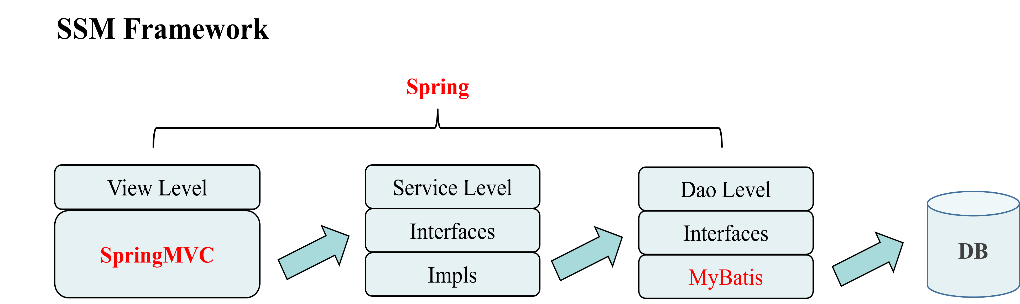 SSM Framework
Spring
View Level
SpringMVC
Service Level
Interfaces
Impls
Dao Level
Interfaces
MyBatis
DB